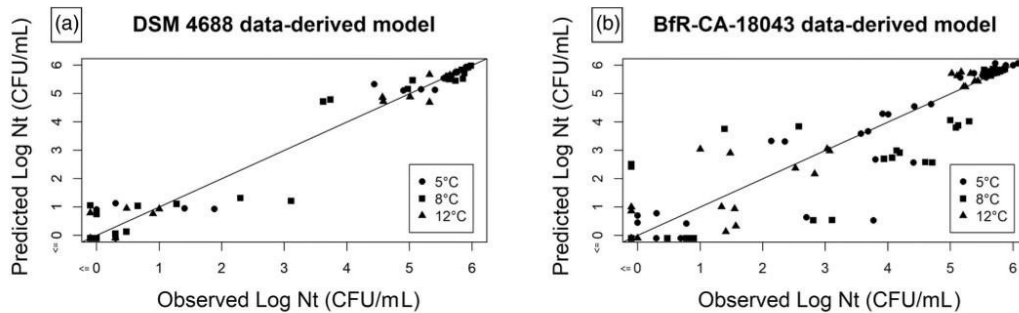 (a) DSM 4688 data-derived model
Predicted Log Nt (CFU/mL)
6
5
4
3
2
1
0
<=
5°C
8°C
12°C
<= 0 1 2 3 4 5 6
Observed Log Nt (CFU/mL)
(b) BfR-CA-18043 data-derived model
Predicted Log Nt (CFU/mL)
6
5
4
3
2
1
0
<=
5°C
8°C
12°C
<= 0 1 2 3 4 5 6
Observed Log Nt (CFU/mL)